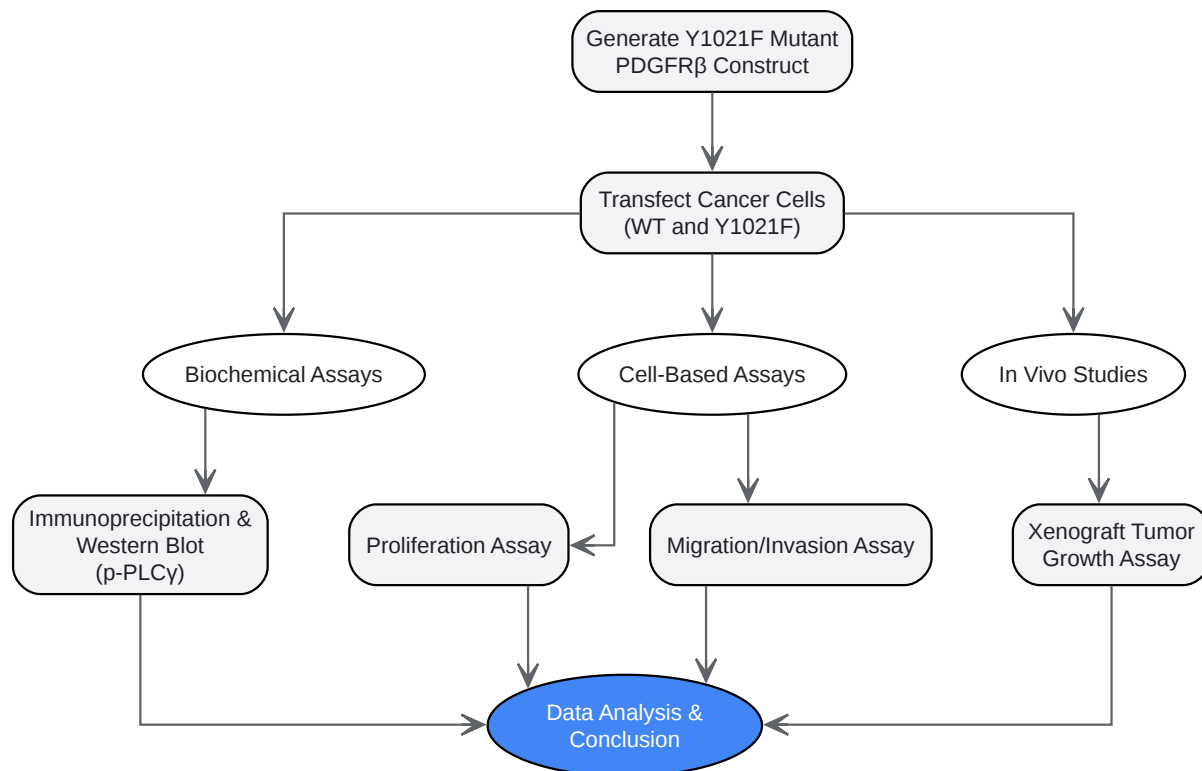 Generate Y1021F Mutant
PDGFRβ Construct
Transfect Cancer Cells
(WT and Y1021F)
Biochemical Assays
Cell-Based Assays
In Vivo Studies
Immunoprecipitation &
Western Blot
(p-PLCγ)
Proliferation Assay
Migration/Invasion Assay
Xenograft Tumor
Growth Assay
Data Analysis &
Conclusion